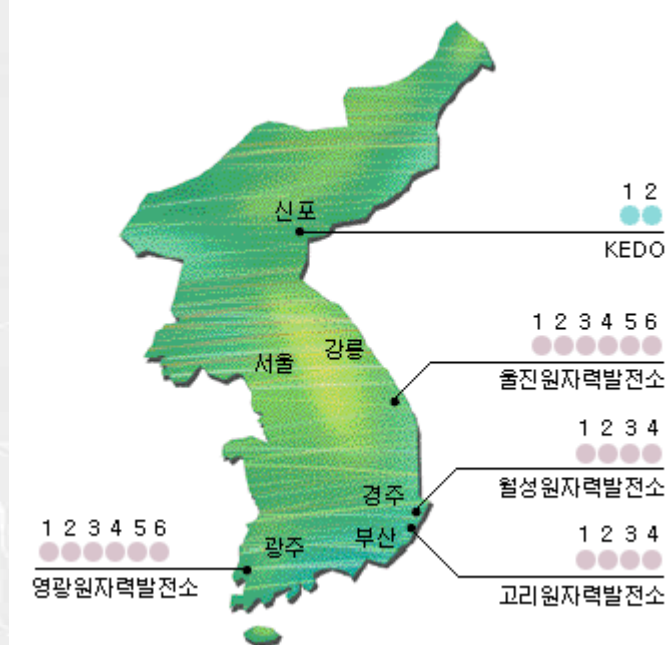 신포
1 2
KEDO
서울
강릉
1 2 3 4 5 6
울진원자력발전소
1 2 3 4
월성원자력발전소
경주
부산
광주
1 2 3 4
고리원자력발전소
1 2 3 4 5 6
영광원자력발전소